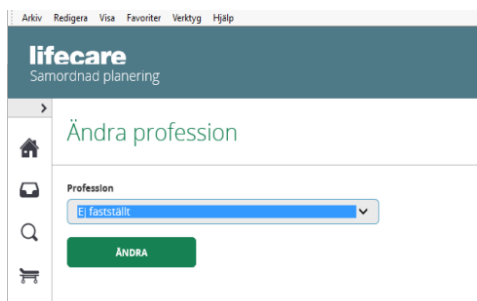 Arkiv Redigera Visa Favoriter Verktyg Hjälp
lifecare
Samordnad planering
Ändra profession
Profession
Ej fastställt
ÄNDRA